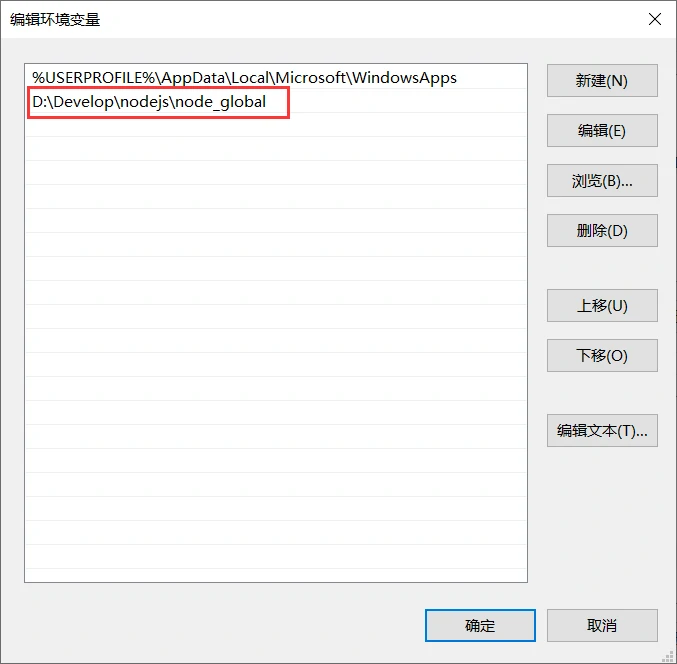 编辑环境变量
%USERPROFILE%\AppData\Local\Microsoft\WindowsApps
D:\Develop\nodejs\node_global
新建(N)
编辑(E)
浏览(B)...
删除(D)
上移(U)
下移(O)
编辑文本(T)...
确定
取消